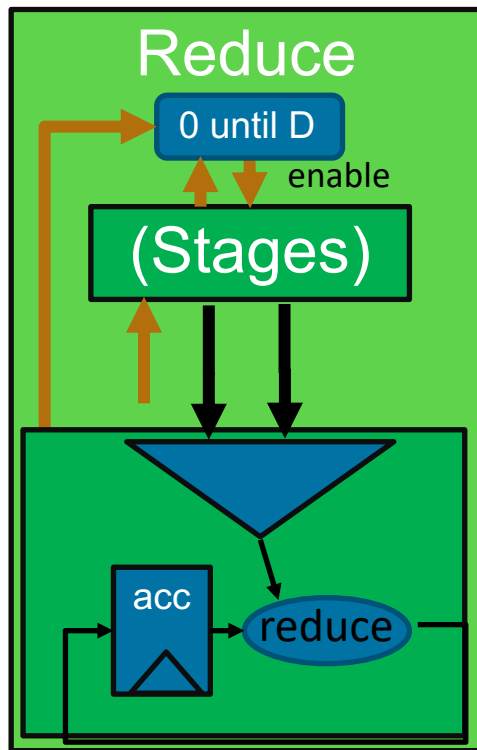 Reduce
0 until D
enable
(Stages)
acc
reduce